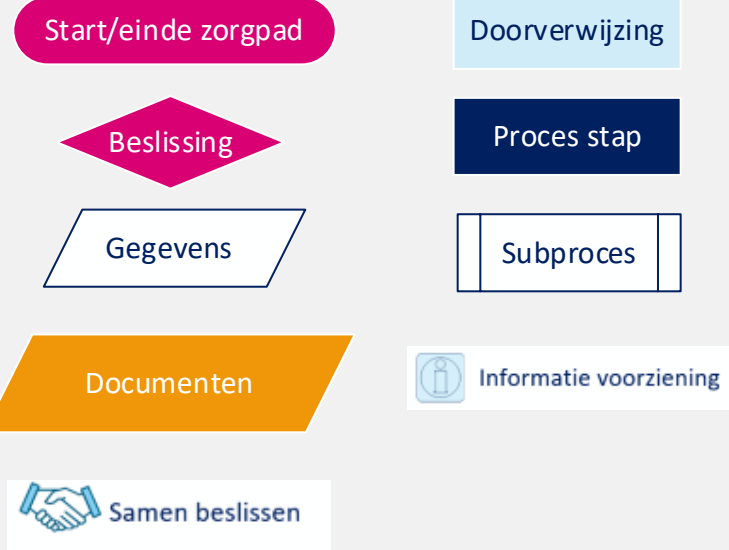 Start/einde zorgpad
Doorverwijzing
Beslissing
Proces stap
Gegevens
Subproces
Documenten
Informatie voorziening
Samen beslissen